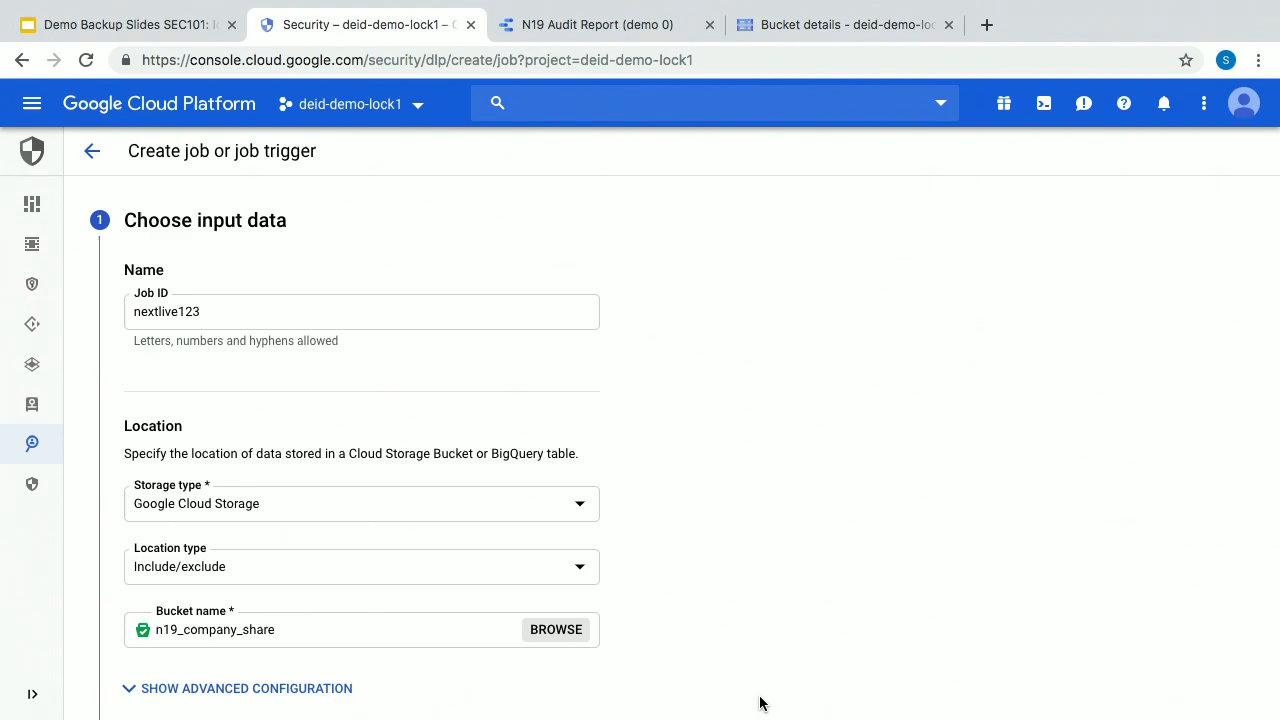 Demo Backup Slides SEC101:
Security – deid-demo-lock1 –
N19 Audit Report (demo 0)
Bucket details - deid-demo-loc
https://console.cloud.google.com/security/dlp/create/job?project=deid-demo-lock1
S
Google Cloud Platform
deid-demo-lock1
Create job or job trigger
1
Choose input data
Name
Job ID
nextlive123
Letters, numbers and hyphens allowed
Location
Specify the location of data stored in a Cloud Storage Bucket or BigQuery table.
Storage type *
Google Cloud Storage
Location type
Include/exclude
Bucket name *
n19_company_share
BROWSE
SHOW ADVANCED CONFIGURATION